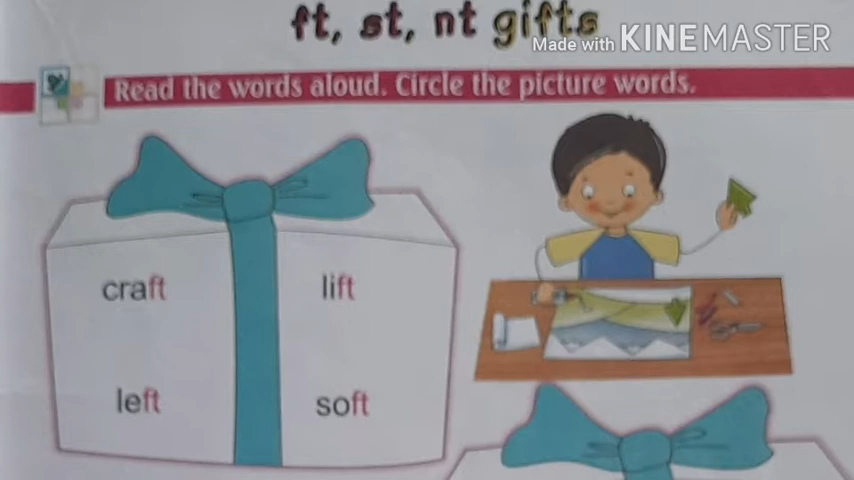 ft, st, nt gifts
Made with KINEMASTER
Read the words aloud. Circle the picture words.
craft
lift
left
soft